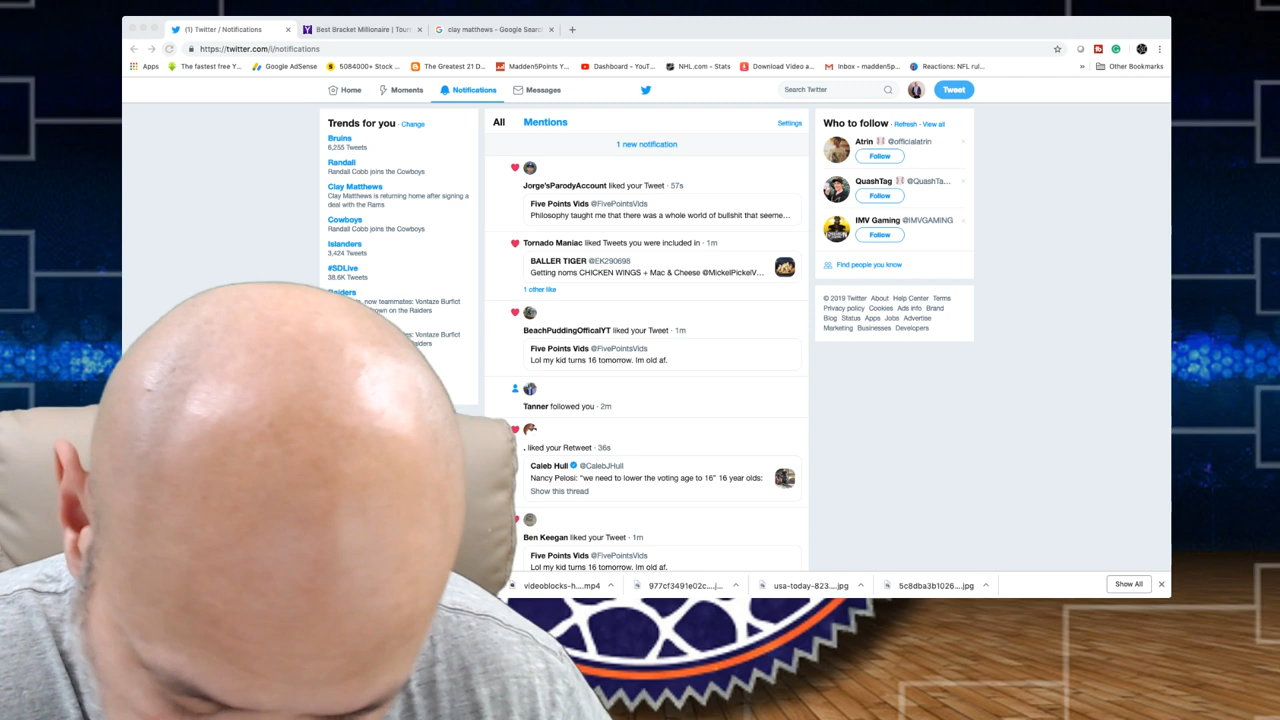 (1) Twitter / Notifications
Best Bracket Millionaire | Tourn
clay matthews - Google Search
https://twitter.com/i/notifications
Apps
The fastest free Y...
Google AdSense
5084000+ Stock ...
The Greatest 21 D...
Madden5Points Y...
Dashboard - YouT...
NHL.com - Stats
Download Video a...
Inbox - madden5p...
Reactions: NFL rul...
»
Other Bookmarks
Home
Moments
Notifications
Messages
Search Twitter
Tweet
Trends for you · Change
Bruins
6,255 Tweets
Randall
Randall Cobb joins the Cowboys
Clay Matthews
Clay Matthews is returning home after signing a
deal with the Rams
Cowboys
Randall Cobb joins the Cowboys
Islanders
3,424 Tweets
#SDLive
38.6K Tweets
now teammates: Vontaze Burfict
on the Raiders
teammates: Vontaze Burfict
All
Mentions
Settings
1 new notification
Jorge'sParodyAccount liked your Tweet · 57s
Five Points Vids @FivePointsVids
Philosophy taught me that there was a whole world of bullshit that seeme...
Tornado Maniac liked Tweets you were included in · 1m
BALLER TIGER @EK290698
Getting noms CHICKEN WINGS + Mac & Cheese @MickelPickelV...
1 other like
BeachPuddingOfficalYT liked your Tweet · 1m
Five Points Vids @FivePointsVids
Lol my kid turns 16 tomorrow. Im old af.
Tanner followed you · 2m
. liked your Retweet · 36s
Caleb Hull @CalebJHull
Nancy Pelosi: "we need to lower the voting age to 16" 16 year olds:
Show this thread
Ben Keegan liked your Tweet · 1m
Five Points Vids @FivePointsVids
Lol my kid turns 16 tomorrow. Im old af.
Who to follow · Refresh · View all
Atrin @officialatrin
Follow
QuashTag @QuashTa...
Follow
IMV Gaming @IMVGAMING
Follow
Find people you know
© 2019 Twitter About Help Center Terms
Privacy policy Cookies Ads info Brand
Blog Status Apps Jobs Advertise
Marketing Businesses Developers
videoblocks-h....mp4
977cf3491e02c....j...
usa-today-823....jpg
5c8dba3b1026....jpg
Show All